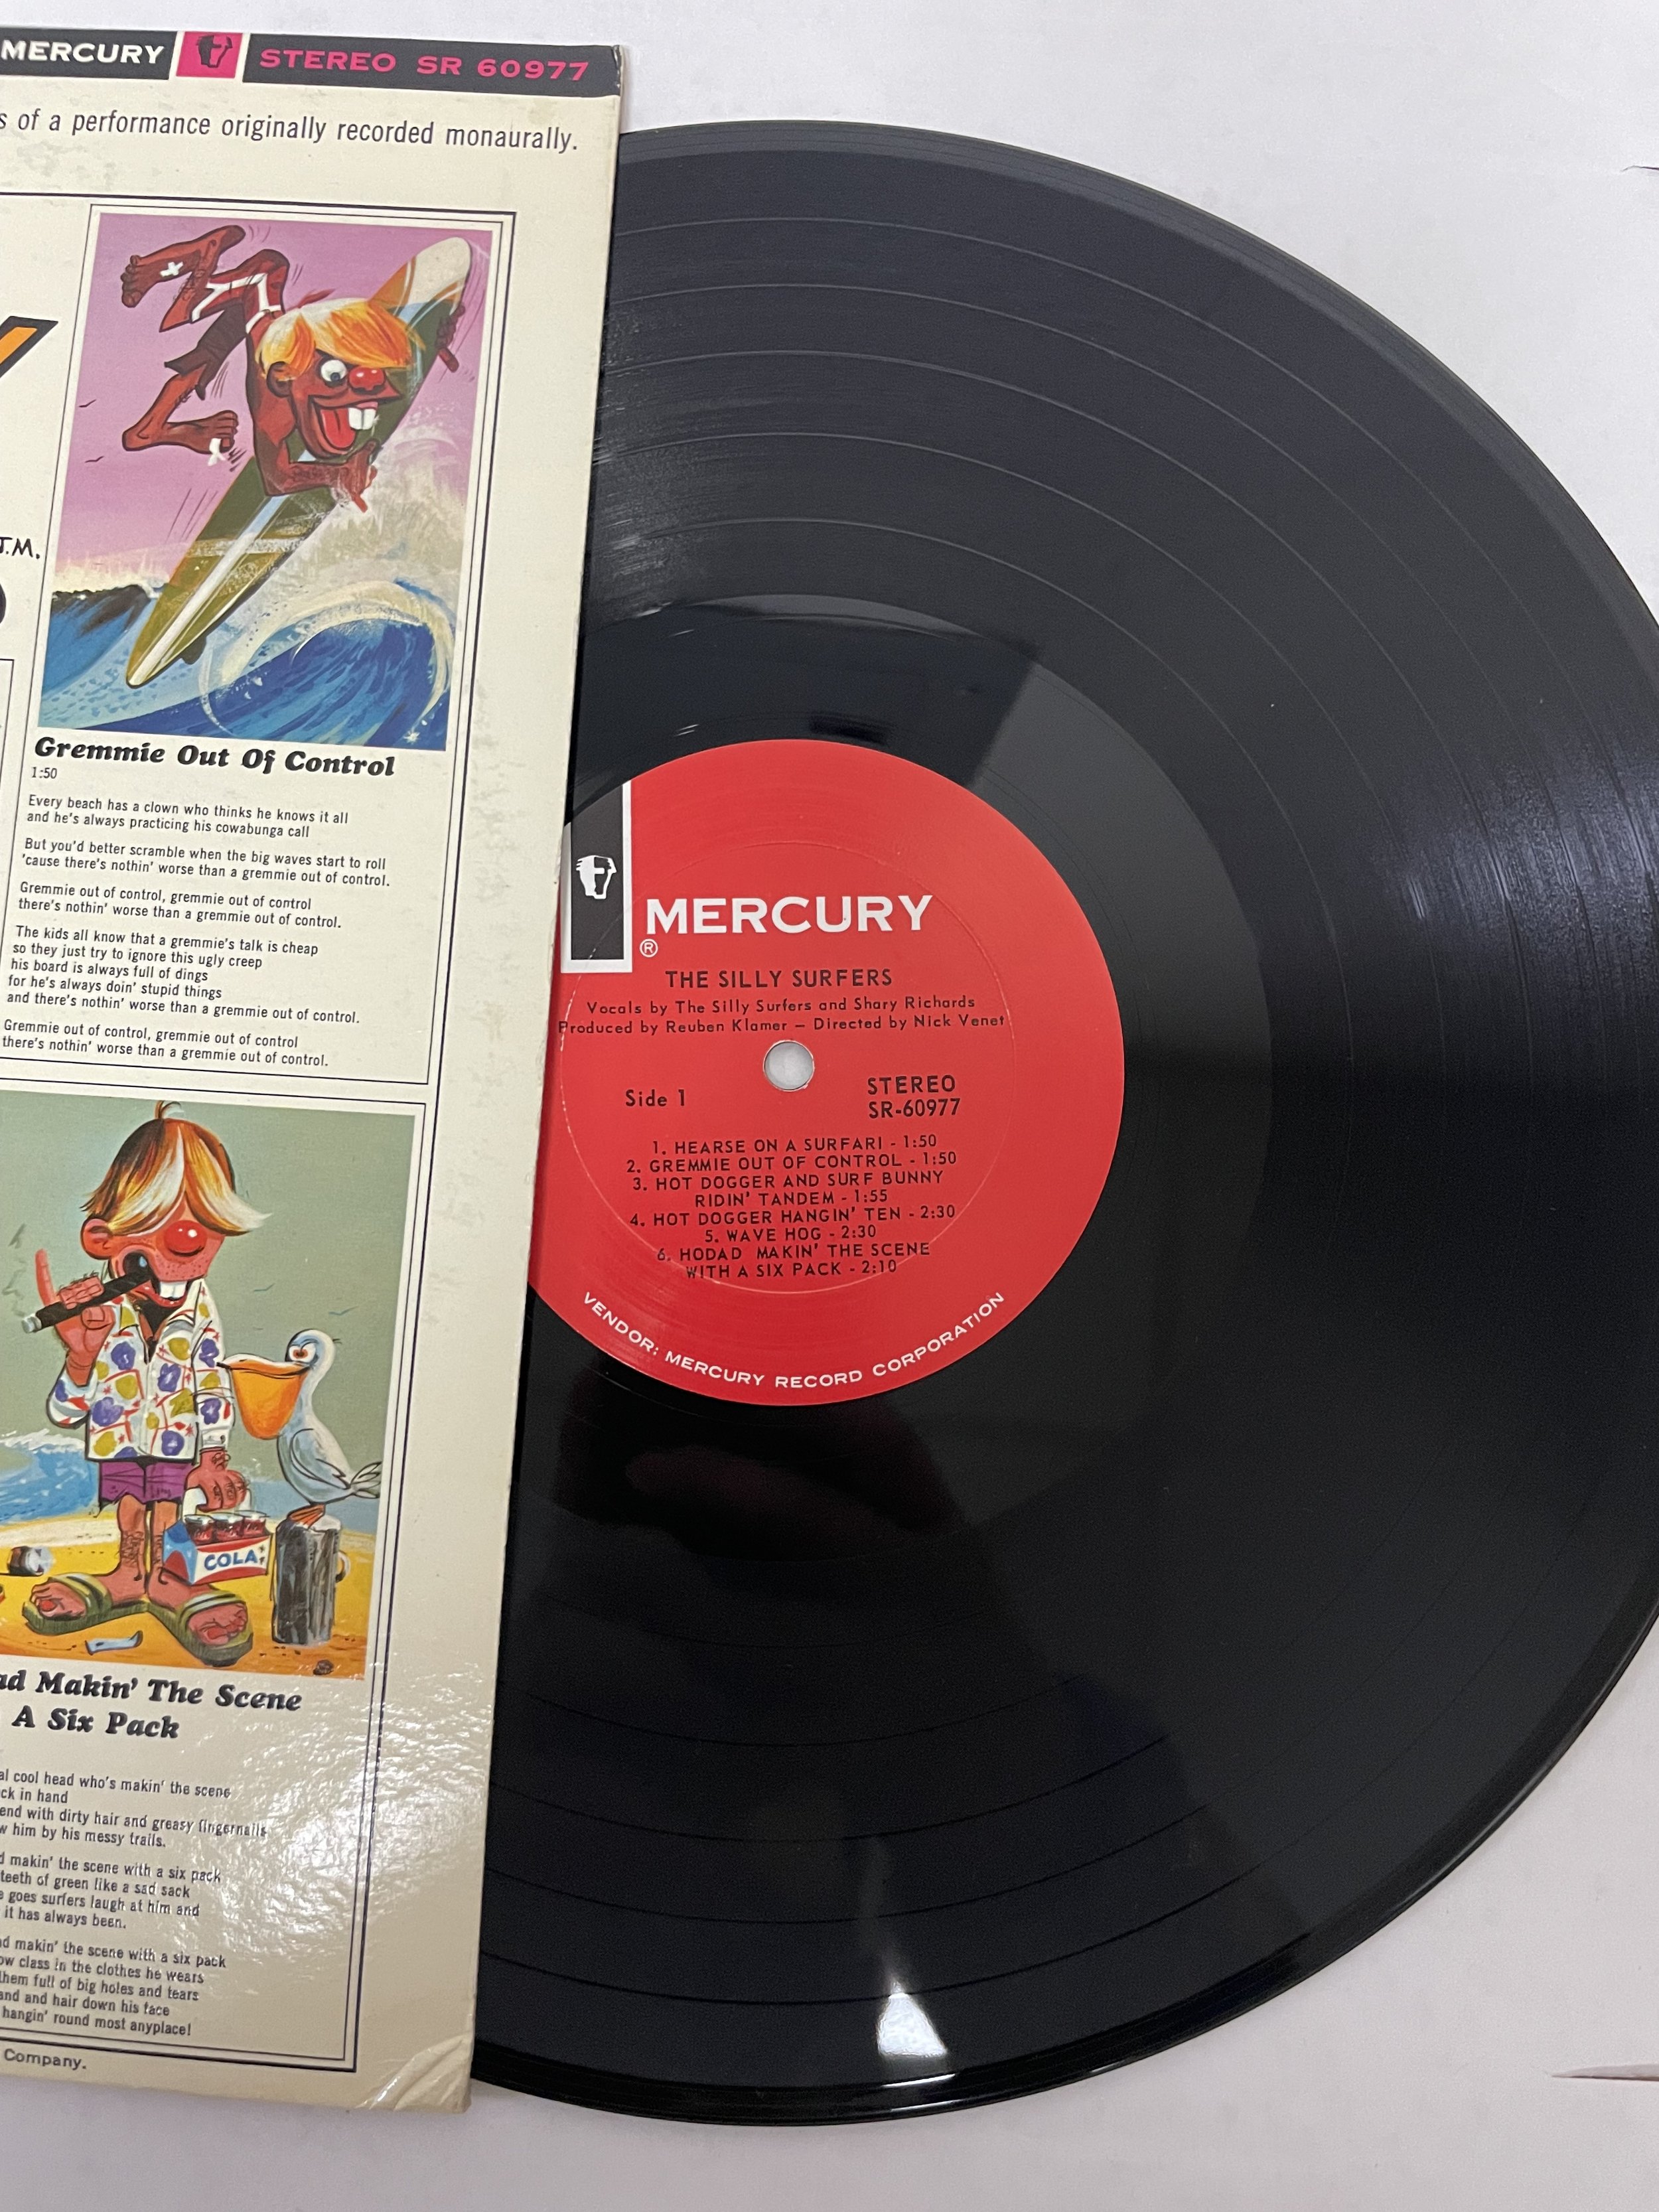 MERCURY STEREO SR 60977
of a performance originally recorded monaurally.
T.M.
Gremmie Out Of Control
1:50
Every beach has a clown who thinks he knows it all
and he's always practicing his cowabunga call
But you'd better scramble when the big waves start to roll
'cause there's nothin' worse than a gremmie out of control.
Gremmie out of control, gremmie out of control
there's nothin' worse than a gremmie out of control.
The kids all know that a gremmie's talk is cheap
so they just try to ignore this ugly creep
his board is always full of dings
for he's always doin' stupid things
and there's nothin' worse than a gremmie out of control.
Gremmie out of control, gremmie out of control
there's nothin' worse than a gremmie out of control.
COLA
Makin' The Scene
A Six Pack
cool head who's makin' the scene
in hand
with dirty hair and greasy fingernails
him by his messy trails.
makin' the scene with a six pack
teeth of green like a sad sack
goes surfers laugh at him and
it has always been.
makin' the scene with a six pack
class in the clothes he wears
full of big holes and tears
and hair down his face
hangin' round most anyplace!
Company.
MERCURY
®
THE SILLY SURFERS
Vocals by The Silly Surfers and Shary Richards
Produced by Reuben Klamer – Directed by Nick Venet
Side 1
STEREO
SR-60977
1. HEARSE ON A SURFARI - 1:50
2. GREMMIE OUT OF CONTROL - 1:50
3. HOT DOGGER AND SURF BUNNY
RIDIN' TANDEM - 1:55
4. HOT DOGGER HANGIN' TEN - 2:30
5. WAVE HOG - 2:30
6. HODAD MAKIN' THE SCENE
WITH A SIX PACK - 2:10
VENDOR: MERCURY RECORD CORPORATION